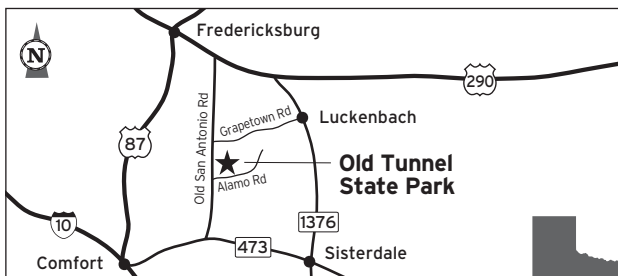 Fredericksburg
N
290
Old San Antonio Rd
Grapetown Rd
Luckenbach
87
Old Tunnel
State Park
Alamo Rd
10
1376
473
Sisterdale
Comfort